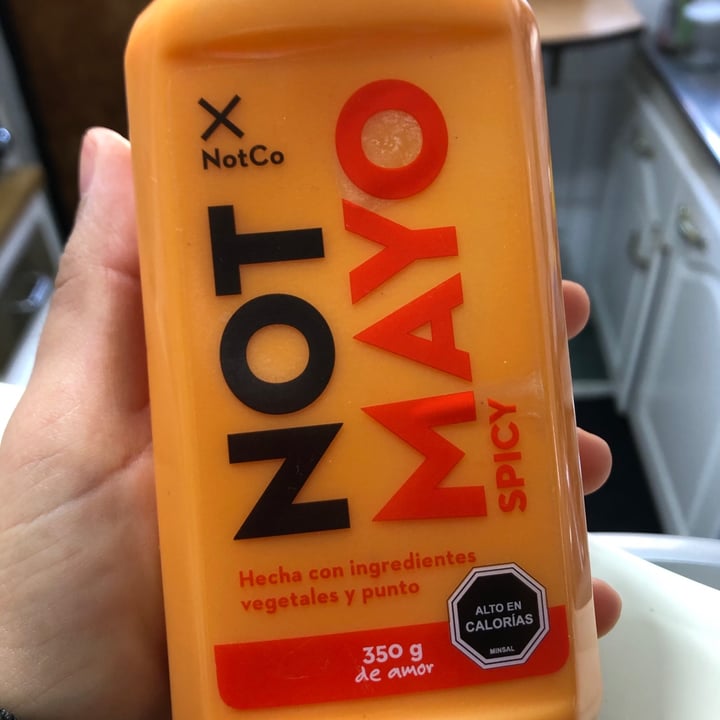 NotCo
NOT
MAYO
SPICY
Hecha con ingredientes
vegetales y punto
350 g
de amor
ALTO EN
CALORÍAS
MINSAL